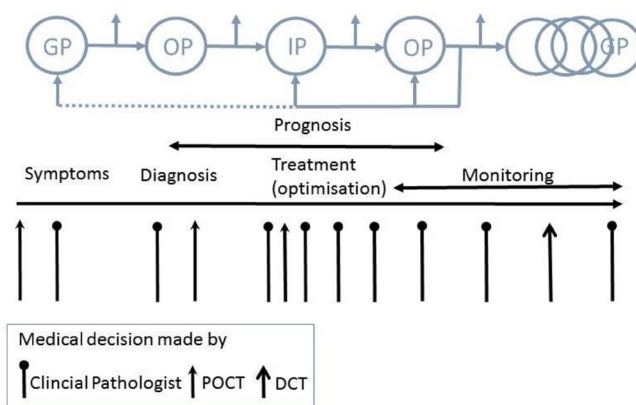 GP OP IP OP GP
Prognosis
Symptoms Diagnosis Treatment Monitoring
(optimisation)
Medical decision made by
Clincial Pathologist POCT DCT